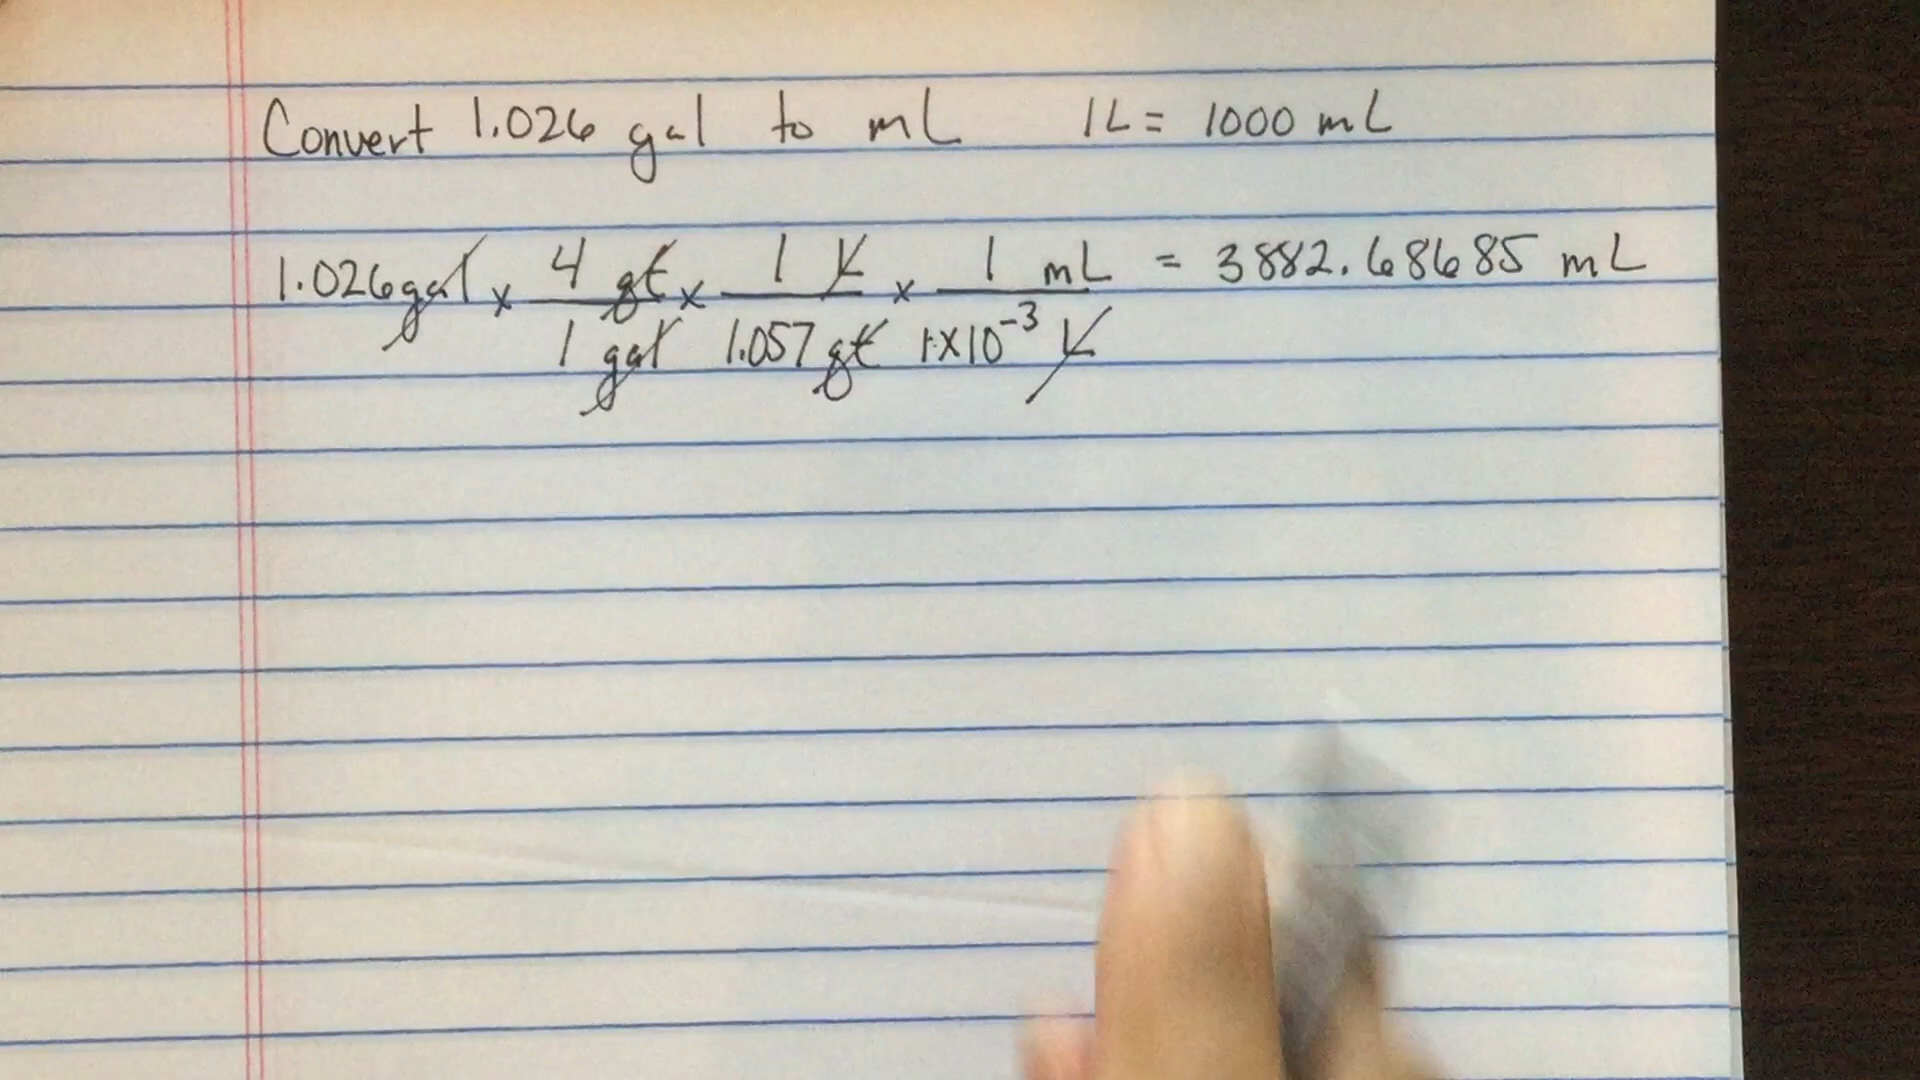 Convert 1.026 gal to mL 1L = 1000 mL
1.026 gal x 4 qt x 1 L x 1 mL = 3882.68685 mL
1 gal 1.057 qt 1x10⁻³ L